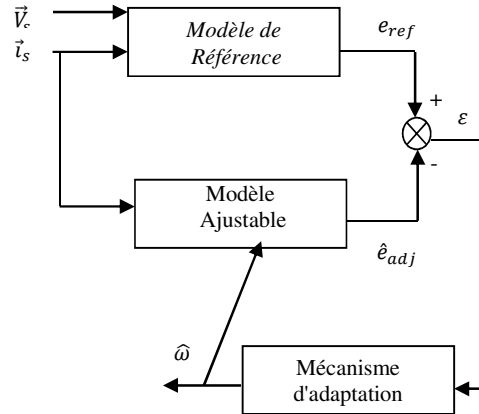 V⃗s
Modèle de
Référence
e_ref
i⃗s
+
ε
-
Modèle
Ajustable
ê_adj
ω̂
Mécanisme
d'adaptation